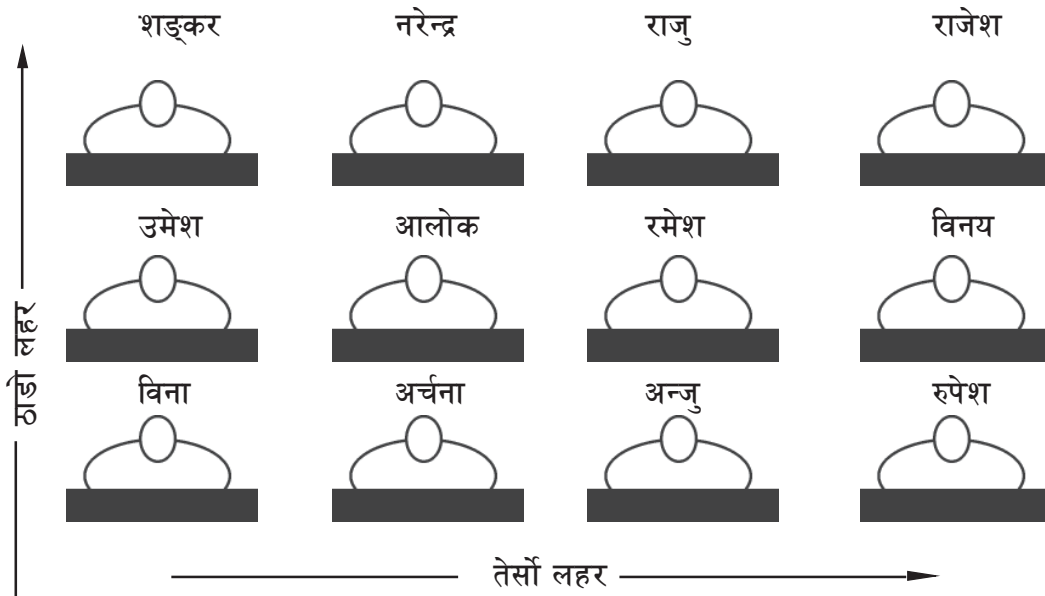 शङ्कर नरेन्द्र राजु राजेश
उमेश आलोक रमेश विनय
विना अर्चना अन्जु रुपेश
ठाडो लहर
तेर्सो लहर